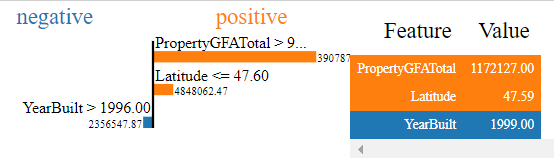 negative positive
PropertyGFATotal > 9...
390787
Latitude <= 47.60
4848062.47
YearBuilt > 1996.00
2356547.87
Feature Value
PropertyGFATotal 1172127.00
Latitude 47.59
YearBuilt 1999.00